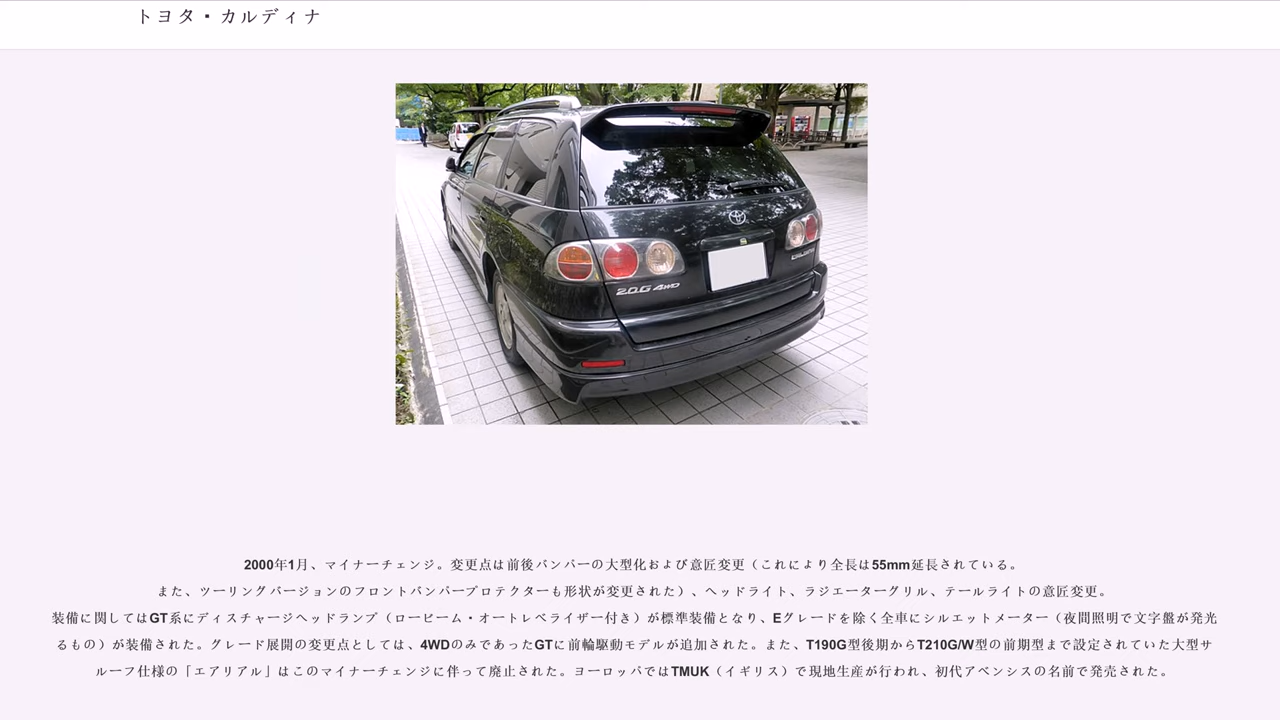 トヨタ・カルディナ
2.0.G 4WD
2000年1月、マイナーチェンジ。変更点は前後バンパーの大型化および意匠変更（これにより全長は55mm延長されている。
また、ツーリングバージョンのフロントバンパープロテクターも形状が変更された）、ヘッドライト、ラジエーターグリル、テールライトの意匠変更。
装備に関してはGT系にディスチャージヘッドランプ（ロービーム・オートレベライザー付き）が標準装備となり、Eグレードを除く全車にシルエットメーター（夜間照明で文字盤が発光
るもの）が装備された。グレード展開の変更点としては、4WDのみであったGTに前輪駆動モデルが追加された。また、T190G型後期からT210G/W型の前期型まで設定されていた大型サ
ルーフ仕様の「エアリアル」はこのマイナーチェンジに伴って廃止された。ヨーロッパではTMUK（イギリス）で現地生産が行われ、初代アベンシスの名前で発売された。